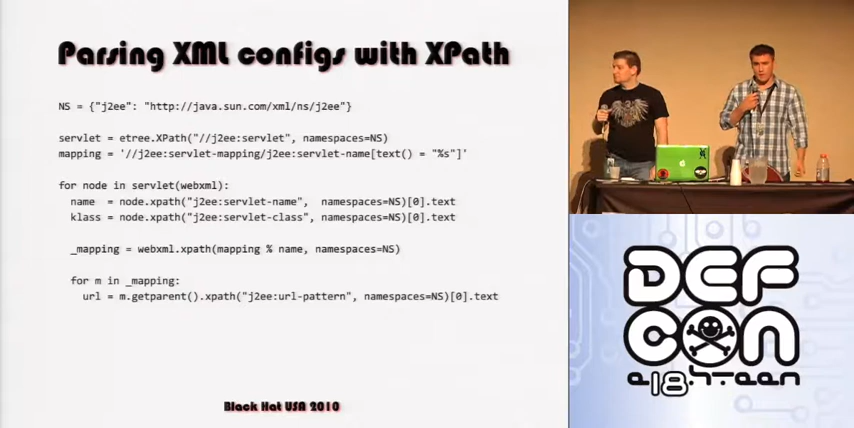 Parsing XML configs with XPath
NS = {"j2ee": "http://java.sun.com/xml/ns/j2ee"}
servlet = etree.XPath("//j2ee:servlet", namespaces=NS)
mapping = '//j2ee:servlet-mapping/j2ee:servlet-name[text() = "%s"]'
for node in servlet(webxml):
name = node.xpath("j2ee:servlet-name", namespaces=NS)[0].text
klass = node.xpath("j2ee:servlet-class", namespaces=NS)[0].text
_mapping = webxml.xpath(mapping % name, namespaces=NS)
for m in _mapping:
url = m.getparent().xpath("j2ee:url-pattern", namespaces=NS)[0].text
Black Hat USA 2010
DEF
CON
e18h-teen